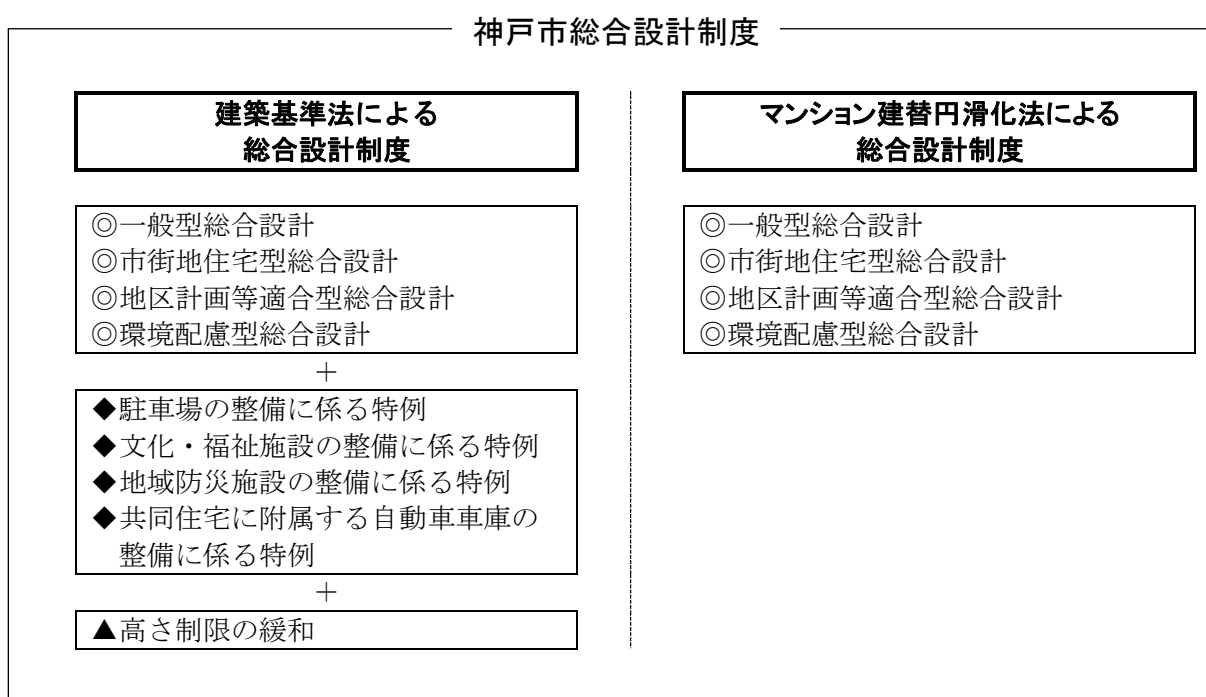 神戸市総合設計制度
建築基準法による
総合設計制度
◎一般型総合設計
◎市街地住宅型総合設計
◎地区計画等適合型総合設計
◎環境配慮型総合設計
＋
◆駐車場の整備に係る特例
◆文化・福祉施設の整備に係る特例
◆地域防災施設の整備に係る特例
◆共同住宅に附属する自動車車庫の
整備に係る特例
＋
▲高さ制限の緩和
マンション建替円滑化法による
総合設計制度
◎一般型総合設計
◎市街地住宅型総合設計
◎地区計画等適合型総合設計
◎環境配慮型総合設計